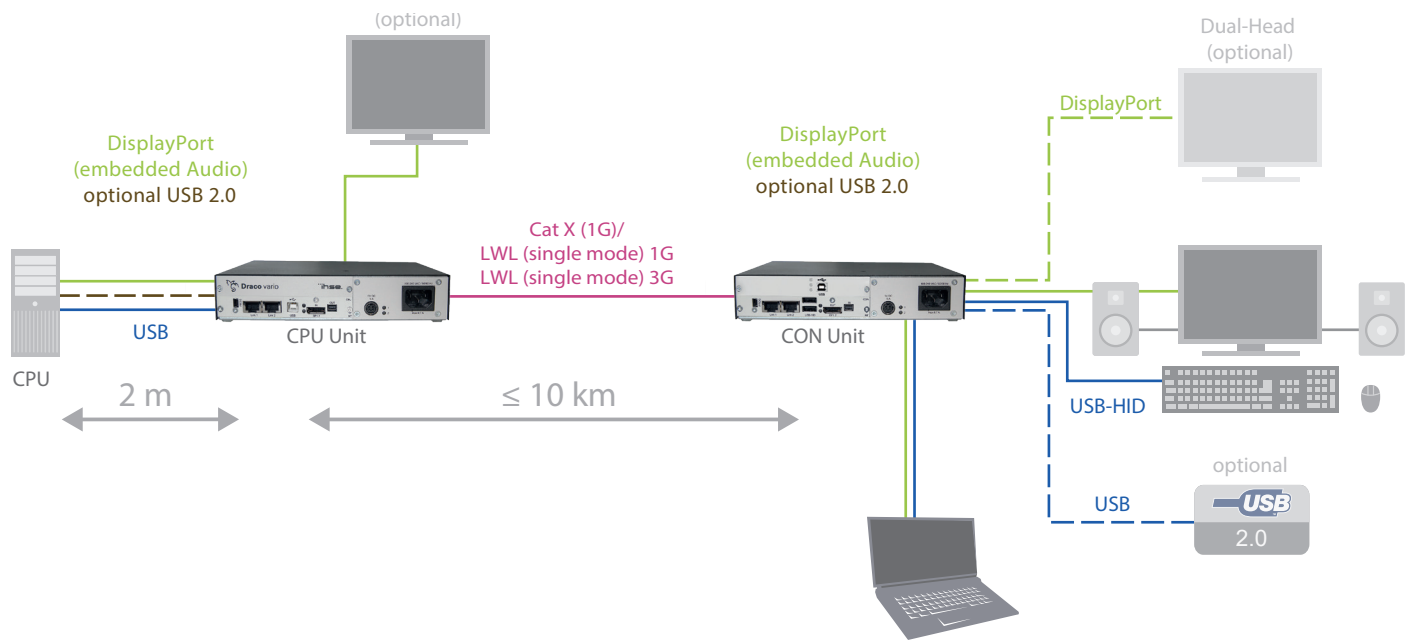 (optional)
Dual-Head
(optional)
DisplayPort
DisplayPort
(embedded Audio)
optional USB 2.0
DisplayPort
(embedded Audio)
optional USB 2.0
Cat X (1G)/
LWL (single mode) 1G
LWL (single mode) 3G
Draco vario
ihse
USB
CPU Unit
CON Unit
CPU
2 m
≤ 10 km
USB-HID
optional
USB
USB
2.0